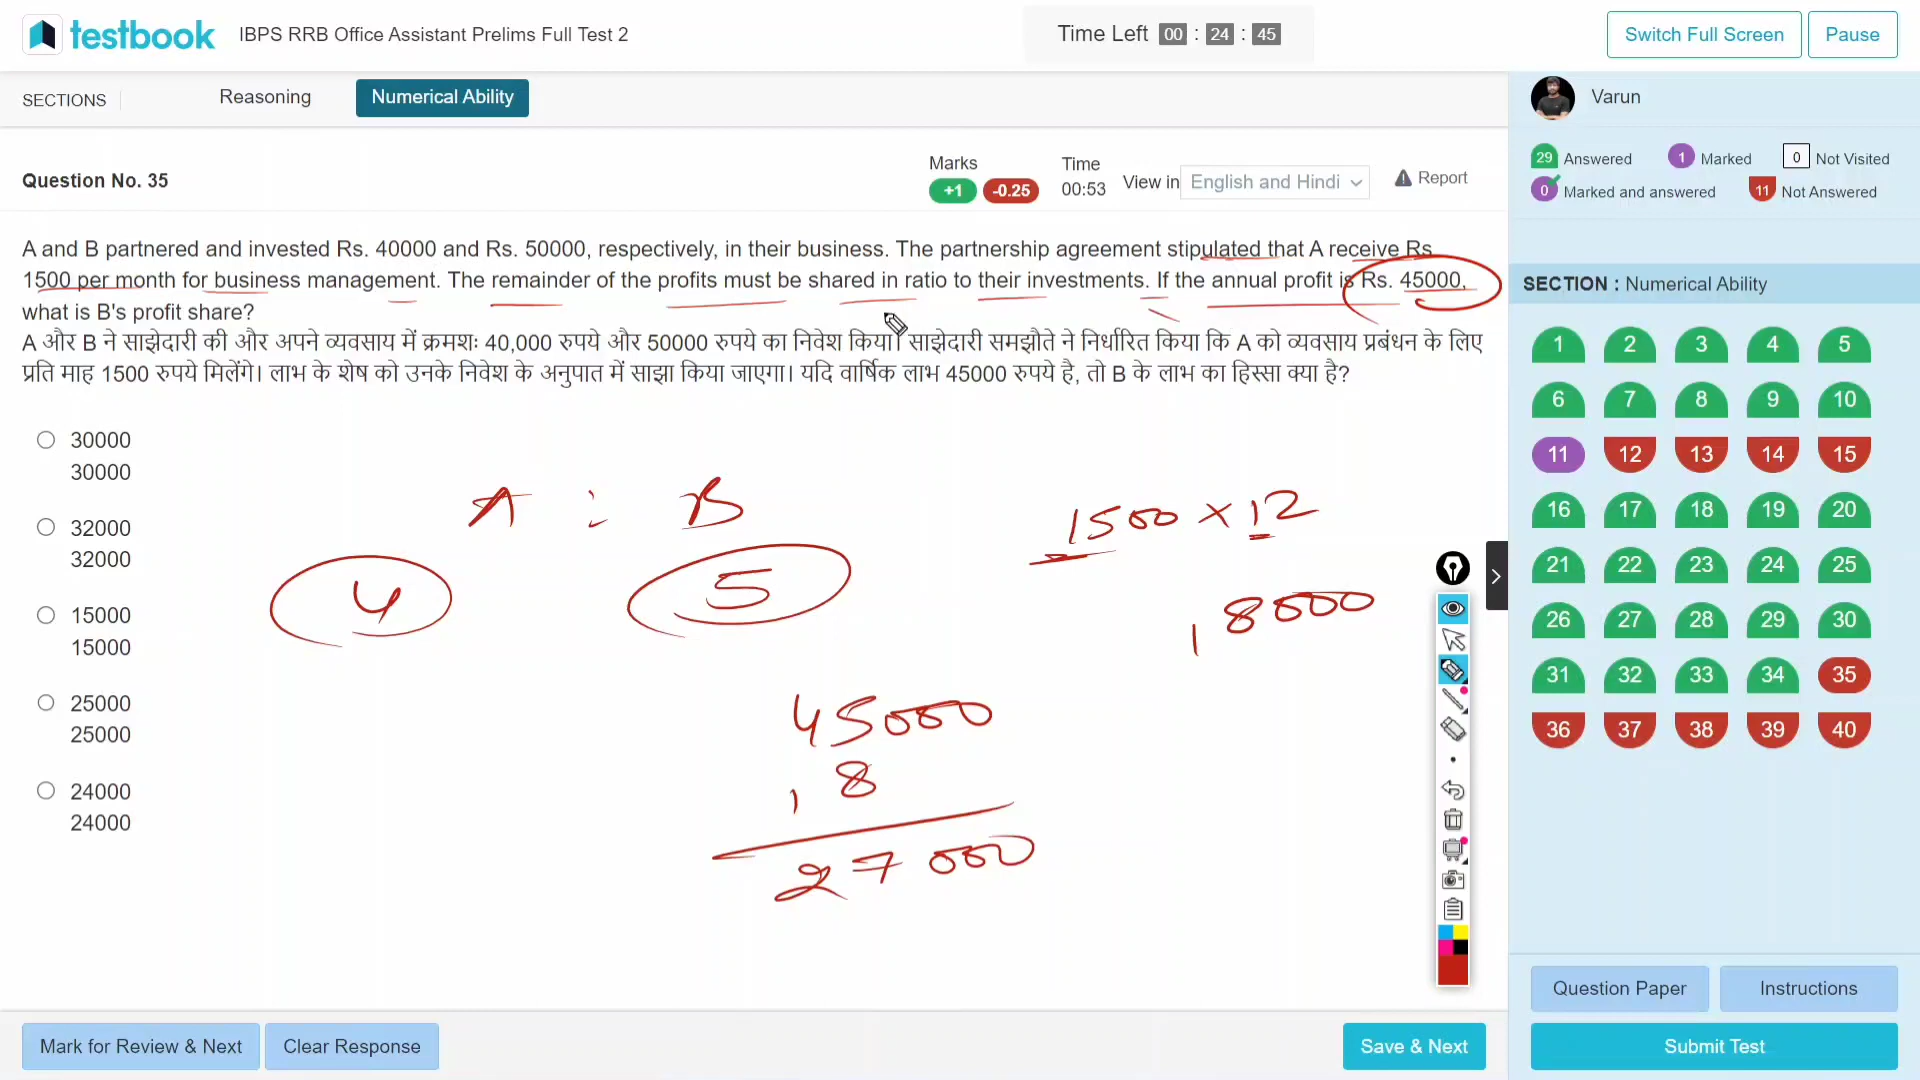 testbook IBPS RRB Office Assistant Prelims Full Test 2 Time Left 00 : 24 : 45 Switch Full Screen Pause
SECTIONS Reasoning Numerical Ability
Varun
29 Answered 1 Marked 0 Not Visited
0 Marked and answered 11 Not Answered
Question No. 35
Marks +1 -0.25
Time 00:53
View in English and Hindi
Report
A and B partnered and invested Rs. 40000 and Rs. 50000, respectively, in their business. The partnership agreement stipulated that A receive Rs.
1500 per month for business management. The remainder of the profits must be shared in ratio to their investments. If the annual profit is Rs. 45000,
what is B's profit share?
A और B ने साझेदारी की और अपने व्यवसाय में क्रमशः 40,000 रुपये और 50000 रुपये का निवेश किया। साझेदारी समझौते ने निर्धारित किया कि A को व्यवसाय प्रबंधन के लिए
प्रति माह 1500 रुपये मिलेंगे। लाभ के शेष को उनके निवेश के अनुपात में साझा किया जाएगा। यदि वार्षिक लाभ 45000 रुपये है, तो B के लाभ का हिस्सा क्या है?
30000
30000
32000
32000
15000
15000
25000
25000
24000
24000
A : B
4 5
1500 × 12
18000
45000
18
27000
SECTION : Numerical Ability
1 2 3 4 5
6 7 8 9 10
11 12 13 14 15
16 17 18 19 20
21 22 23 24 25
26 27 28 29 30
31 32 33 34 35
36 37 38 39 40
Question Paper Instructions
Mark for Review & Next Clear Response Save & Next Submit Test